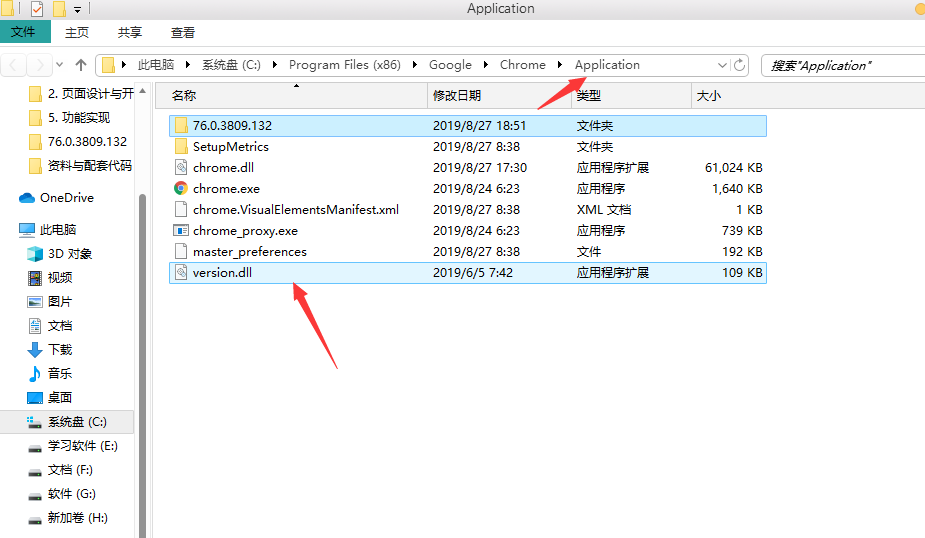 Application
文件 主页 共享 查看
此电脑 系统盘 (C:) Program Files (x86) Google Chrome Application 搜索"Application"
名称 修改日期 类型 大小
2. 页面设计与开
5. 功能实现
76.0.3809.132
资料与配套代码
OneDrive
此电脑
3D 对象
视频
图片
文档
下载
音乐
桌面
系统盘 (C:)
学习软件 (E:)
文档 (F:)
软件 (G:)
新加卷 (H:)
76.0.3809.132 2019/8/27 18:51 文件夹
SetupMetrics 2019/8/27 8:38 文件夹
chrome.dll 2019/8/27 17:30 应用程序扩展 61,024 KB
chrome.exe 2019/8/24 6:23 应用程序 1,640 KB
chrome.VisualElementsManifest.xml 2019/8/27 8:38 XML 文档 1 KB
chrome_proxy.exe 2019/8/24 6:23 应用程序 739 KB
master_preferences 2019/8/27 8:38 文件 192 KB
version.dll 2019/6/5 7:42 应用程序扩展 109 KB